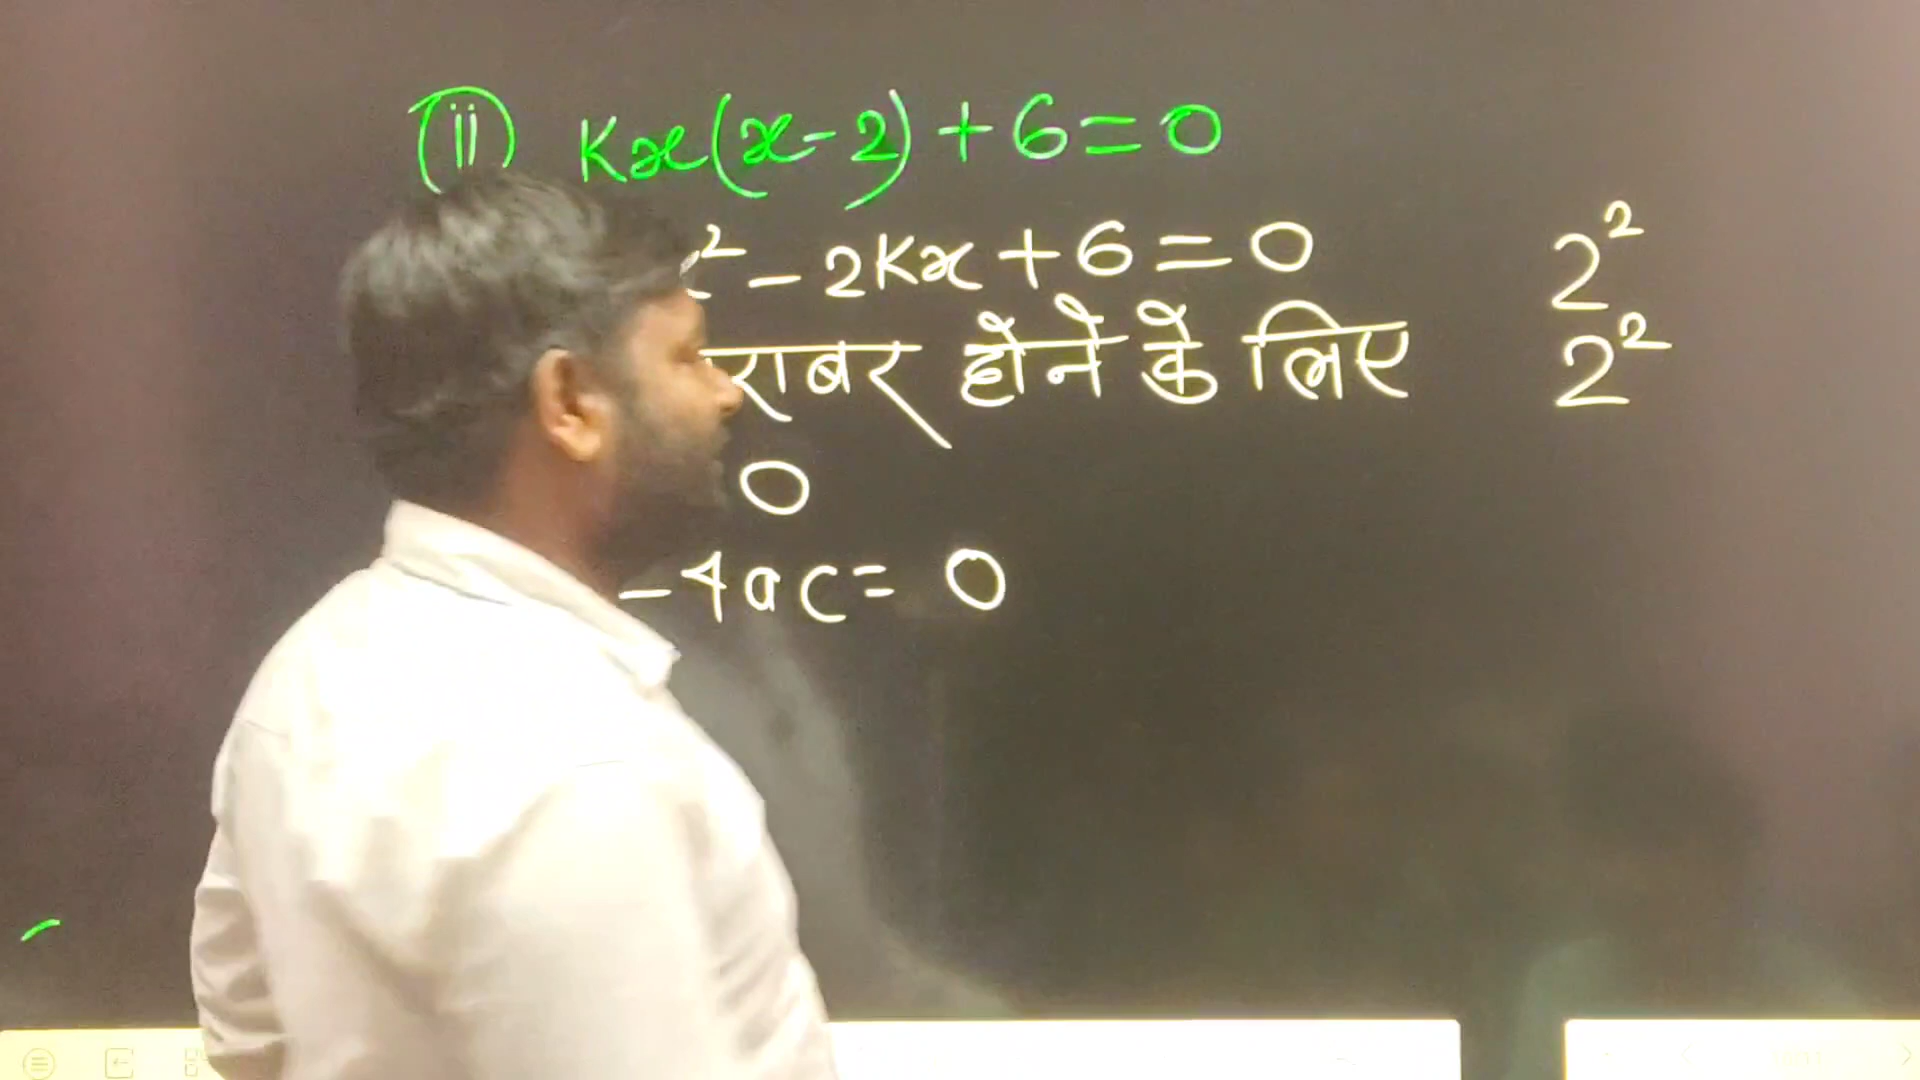 (ii) Kx(x-2)+6=0
² - 2Kx + 6 = 0
राबर होने के लिए
0
-4ac = 0
2²
2²